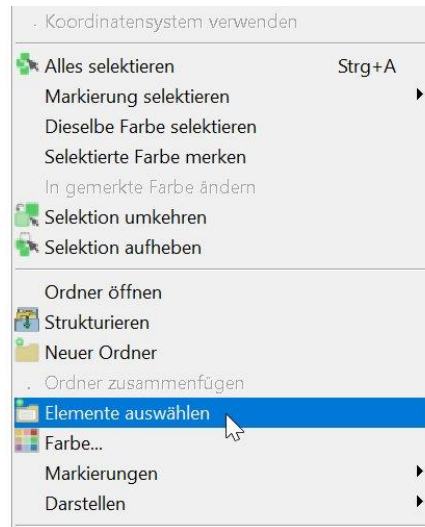 Koordinatensystem verwenden
Alles selektieren Strg+A
Markierung selektieren
Dieselbe Farbe selektieren
Selektierte Farbe merken
In gemerkte Farbe ändern
Selektion umkehren
Selektion aufheben
Ordner öffnen
Strukturieren
Neuer Ordner
Ordner zusammenfügen
Elemente auswählen
Farbe...
Markierungen
Darstellen